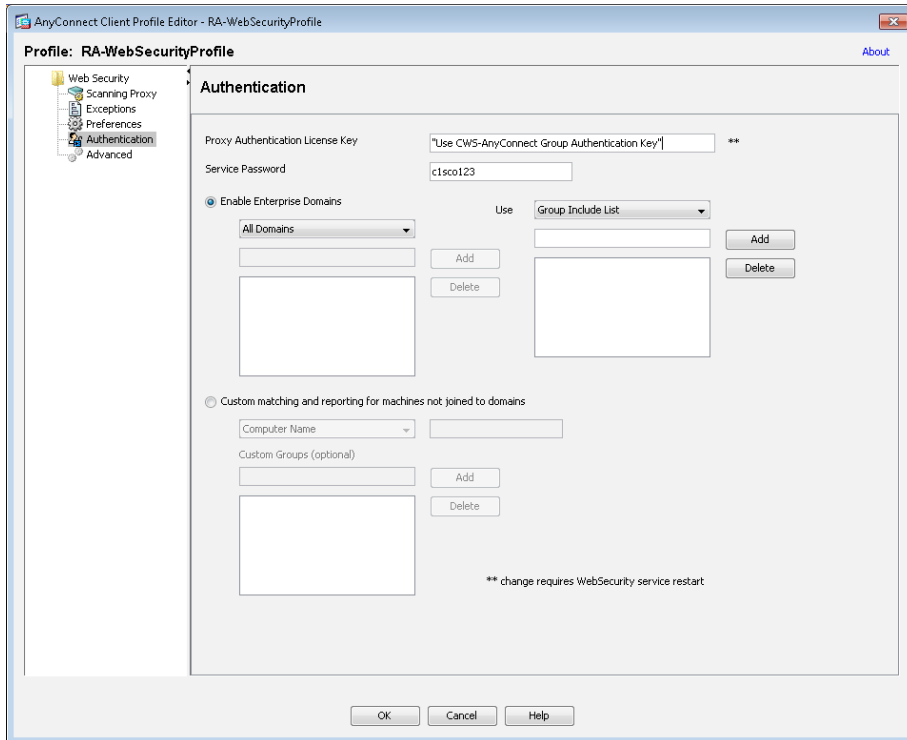 AnyConnect Client Profile Editor - RA-WebSecurityProfile
Profile: RA-WebSecurityProfile
About
Web Security
Scanning Proxy
Exceptions
Preferences
Authentication
Advanced
Authentication
Proxy Authentication License Key
"Use CWS-AnyConnect Group Authentication Key"
**
Service Password
c1sco123
Enable Enterprise Domains
Use
Group Include List
All Domains
Add
Delete
Add
Delete
Custom matching and reporting for machines not joined to domains
Computer Name
Custom Groups (optional)
Add
Delete
** change requires WebSecurity service restart
OK
Cancel
Help